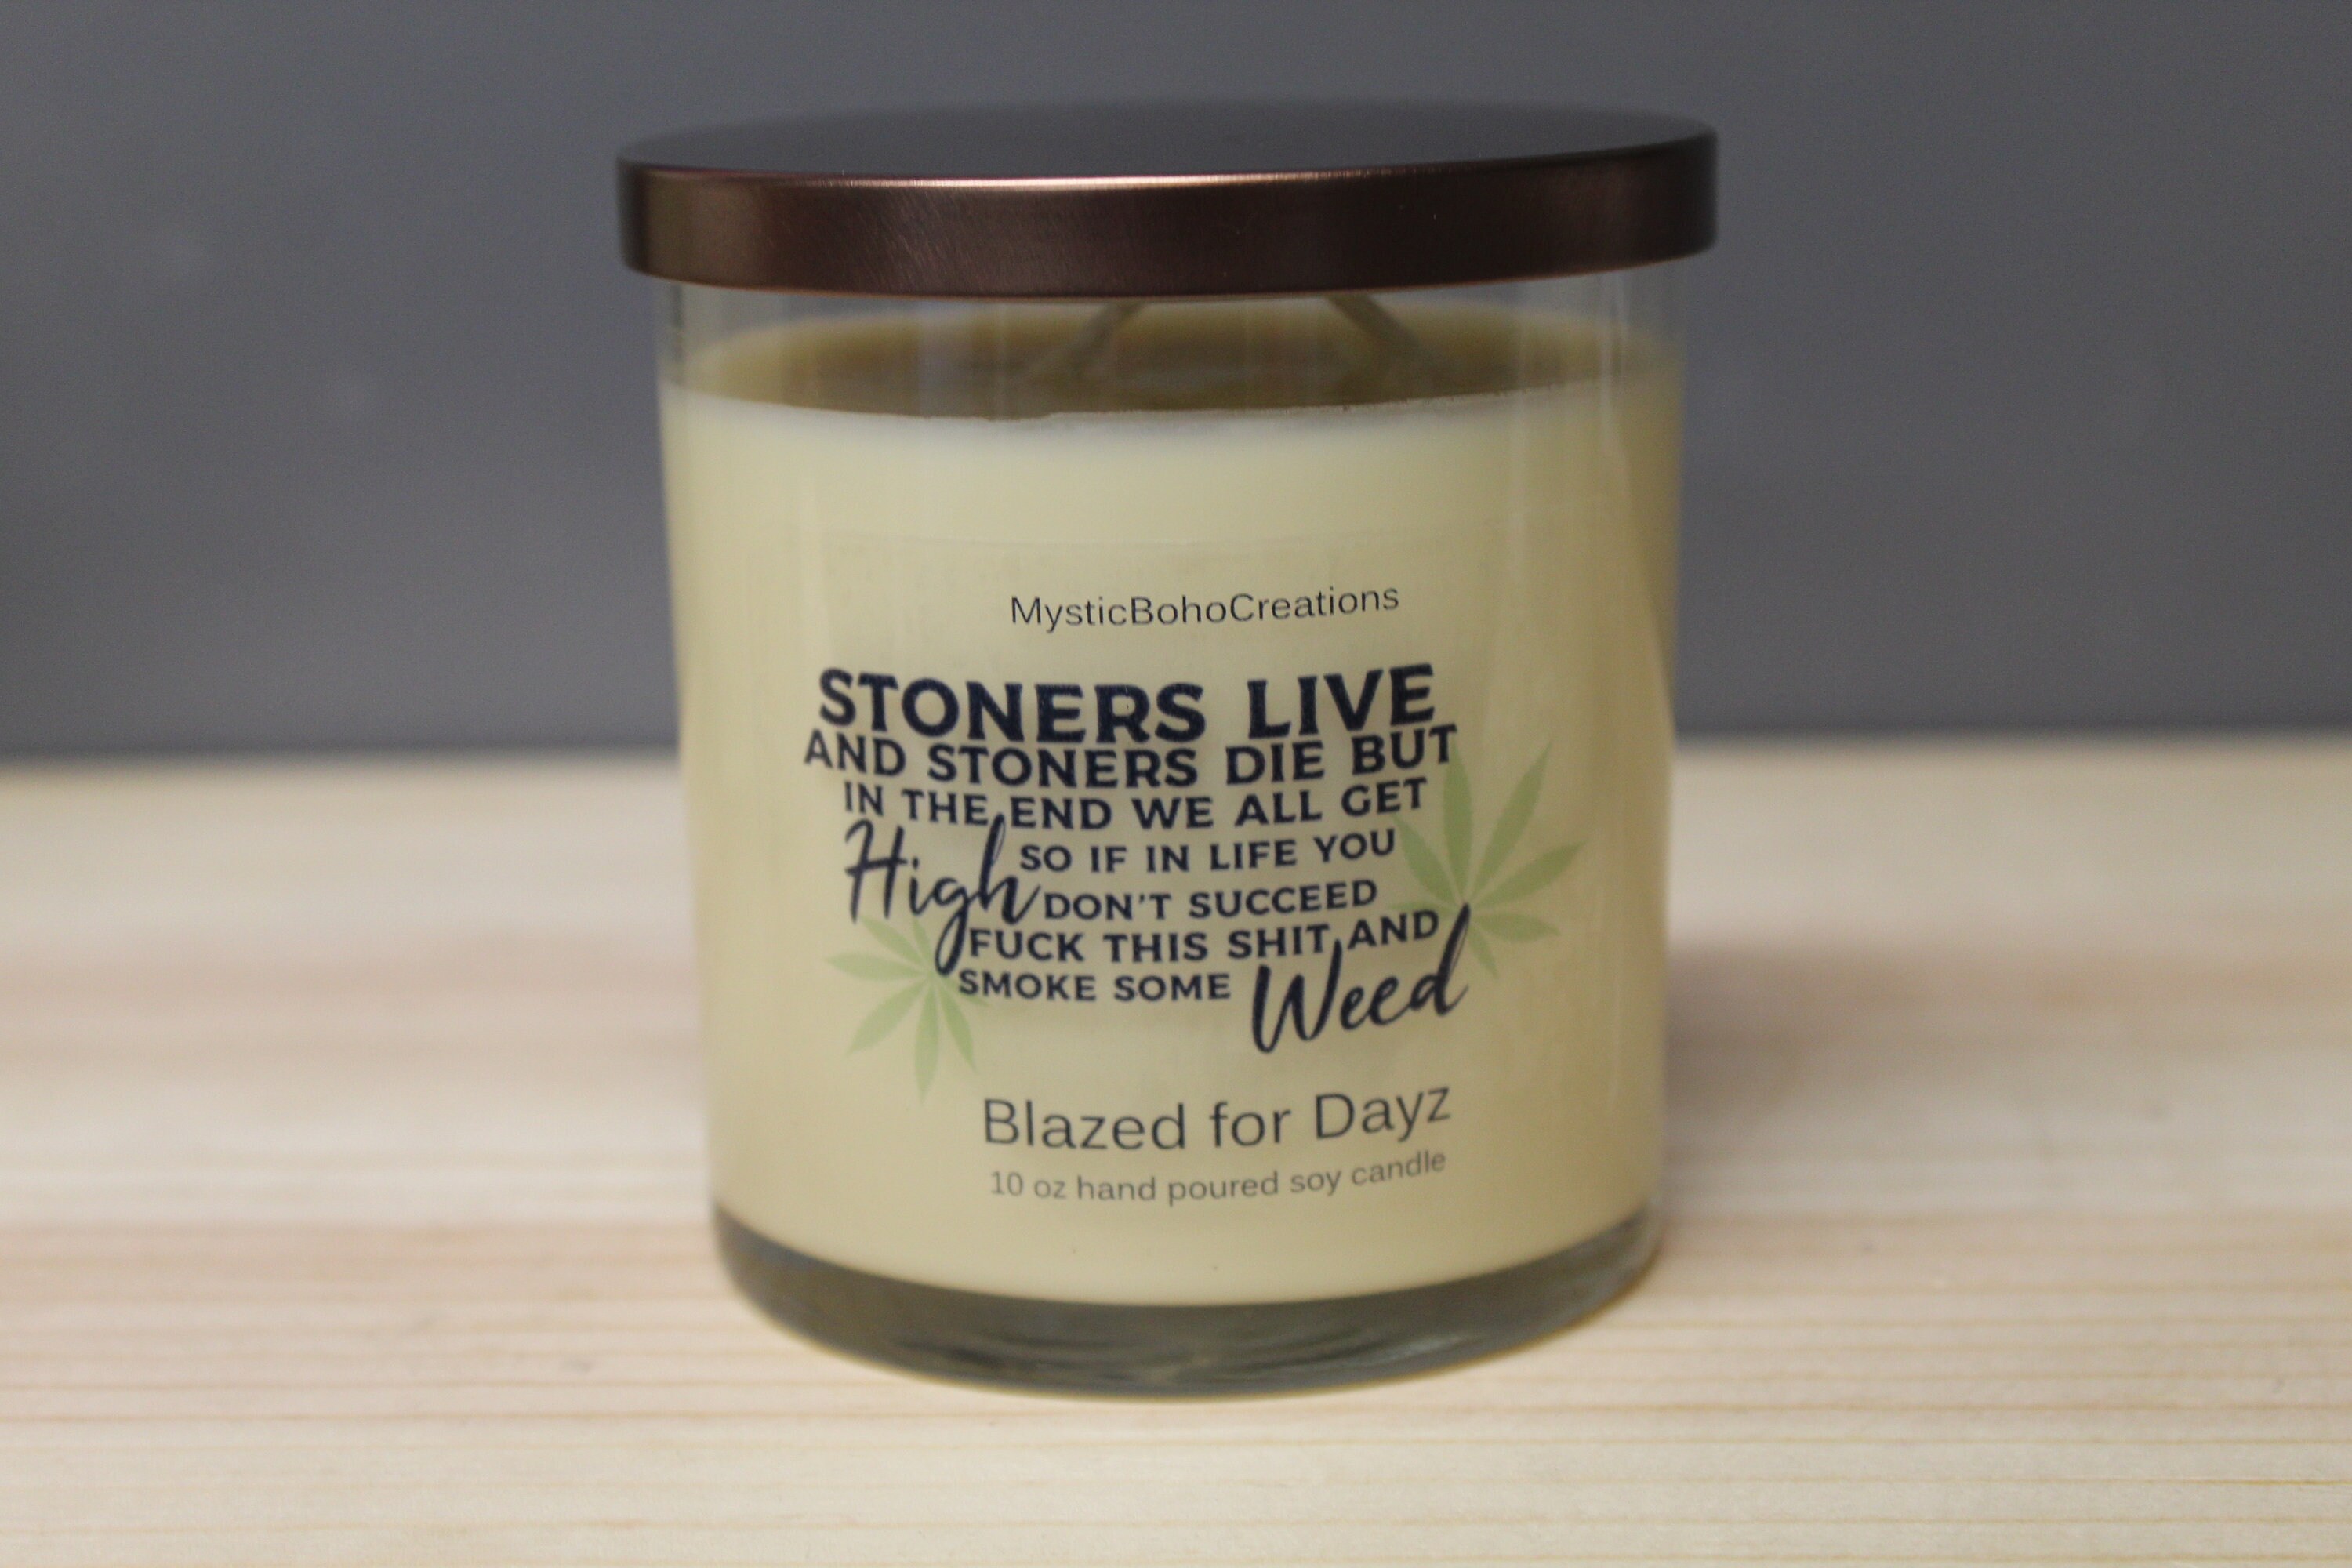 MysticBohoCreations
STONERS LIVE
AND STONERS DIE BUT
IN THE END WE ALL GET
High SO IF IN LIFE YOU
DON'T SUCCEED
FUCK THIS SHIT AND
SMOKE SOME Weed
Blazed for Dayz
10 oz hand poured soy candle